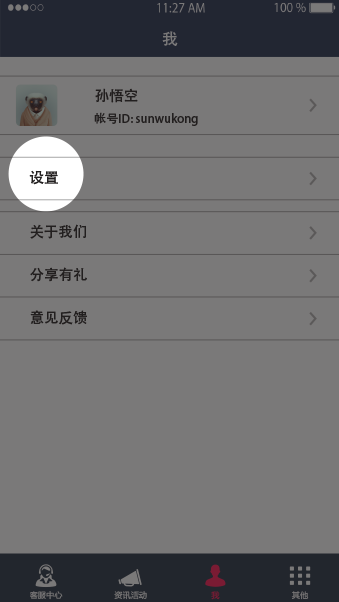 11:27 AM
100 %
我
孙悟空
帐号ID: sunwukong
设置
关于我们
分享有礼
意见反馈
客服中心
资讯活动
我
其他